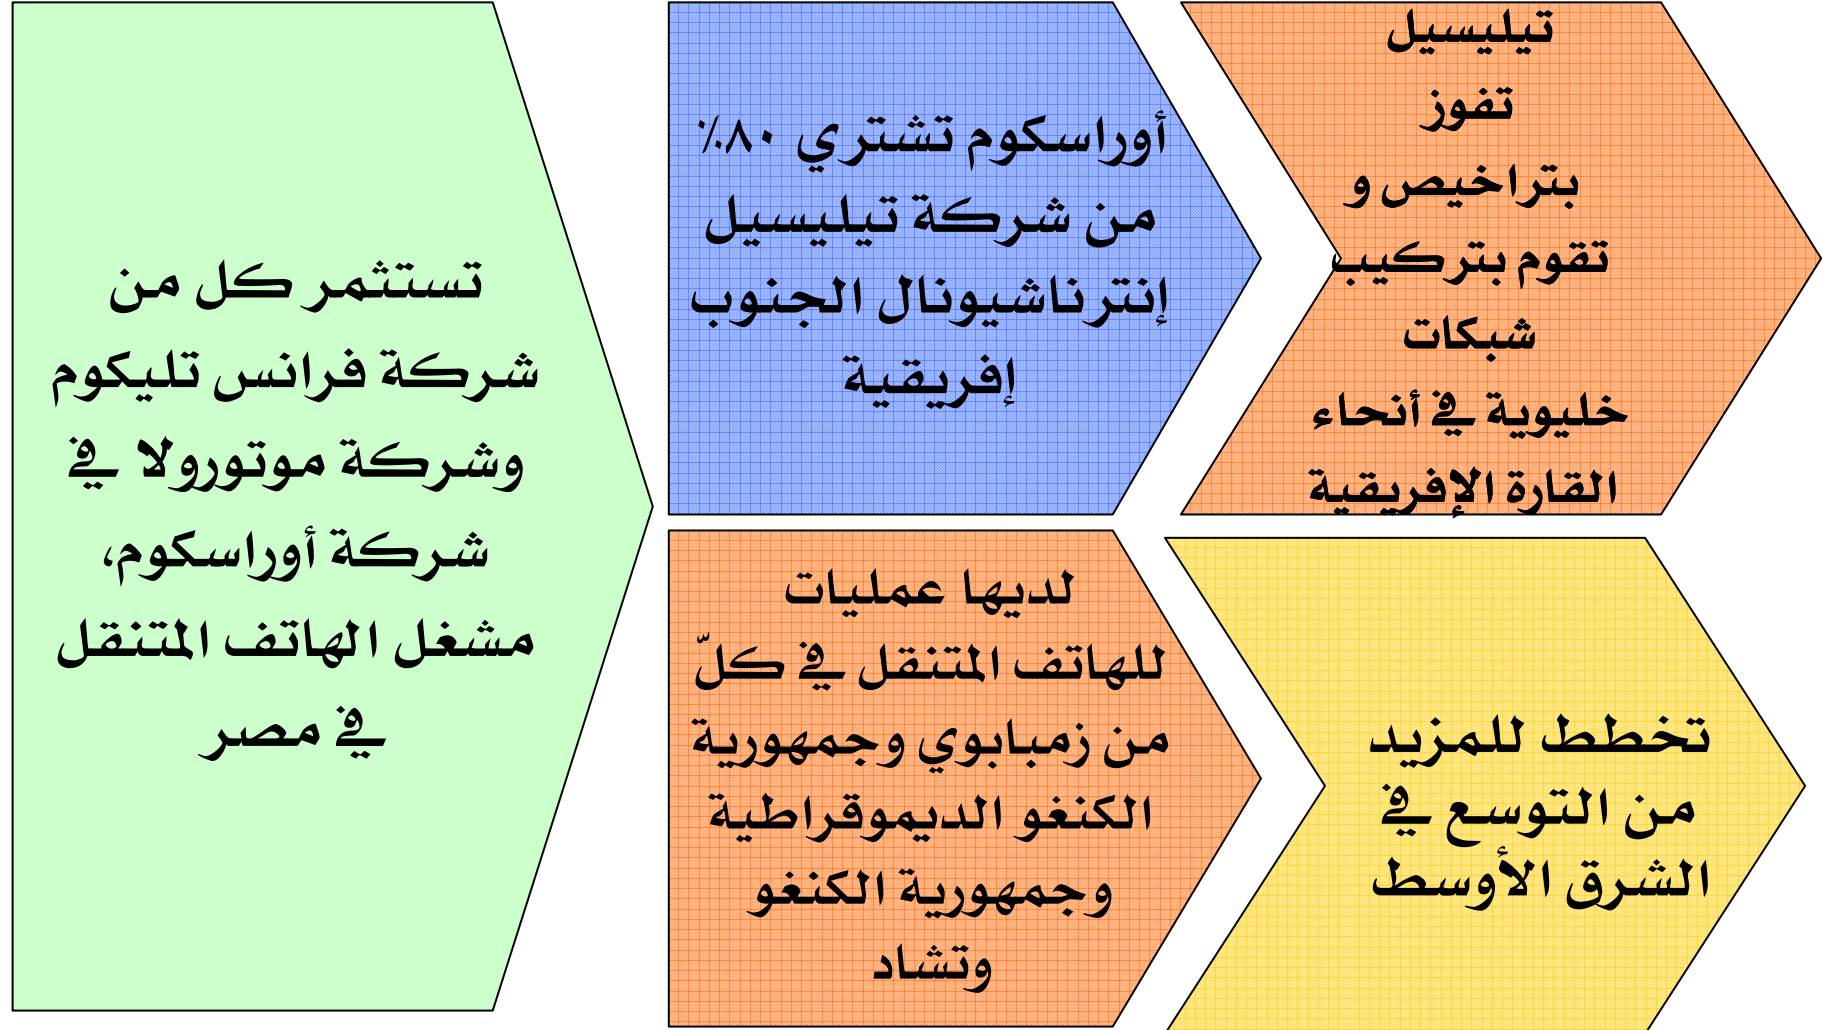 تستثمر كل من
شركة فرانس تليكوم
وشركة موتورولا في
شركة أوراسكوم،
مشغل الهاتف المتنقل
في مصر
أوراسكوم تشتري ٨٠٪
من شركة تيليسيل
إنترناشيونال الجنوب
إفريقية
تيليسيل
تفوز
بتراخيص و
تقوم بتركيب
شبكات
خليوية في أنحاء
القارة الإفريقية
لديها عمليات
للهاتف المتنقل في كلّ
من زمبابوي وجمهورية
الكنغو الديموقراطية
وجمهورية الكنغو
وتشاد
تخطط للمزيد
من التوسع في
الشرق الأوسط